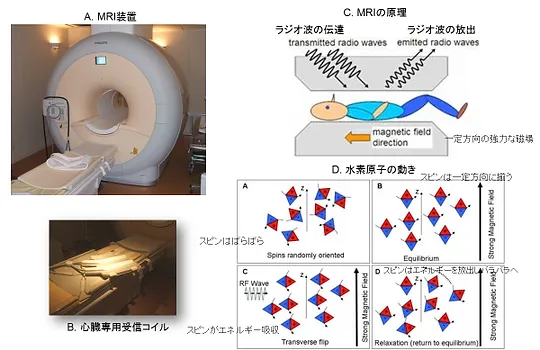 A. MRI装置
C. MRIの原理
ラジオ波の伝達
ラジオ波の放出
transmitted radio waves
emitted radio waves
magnetic field
direction
一定方向の強力な磁場
B. 心臓専用受信コイル
D. 水素原子の動き
スピンは一定方向に揃う
A
Z
スピンはばらばら
Spins randomly oriented
B
Z
Equilibrium
Strong Magnetic Field
C
RF Wave
Z
スピンがエネルギー吸収
Transverse flip
Strong Magnetic Field
D
スピンはエネルギーを放出しバラバラへ
Z
Relaxation (return to equilibrium)
Strong Magnetic Field